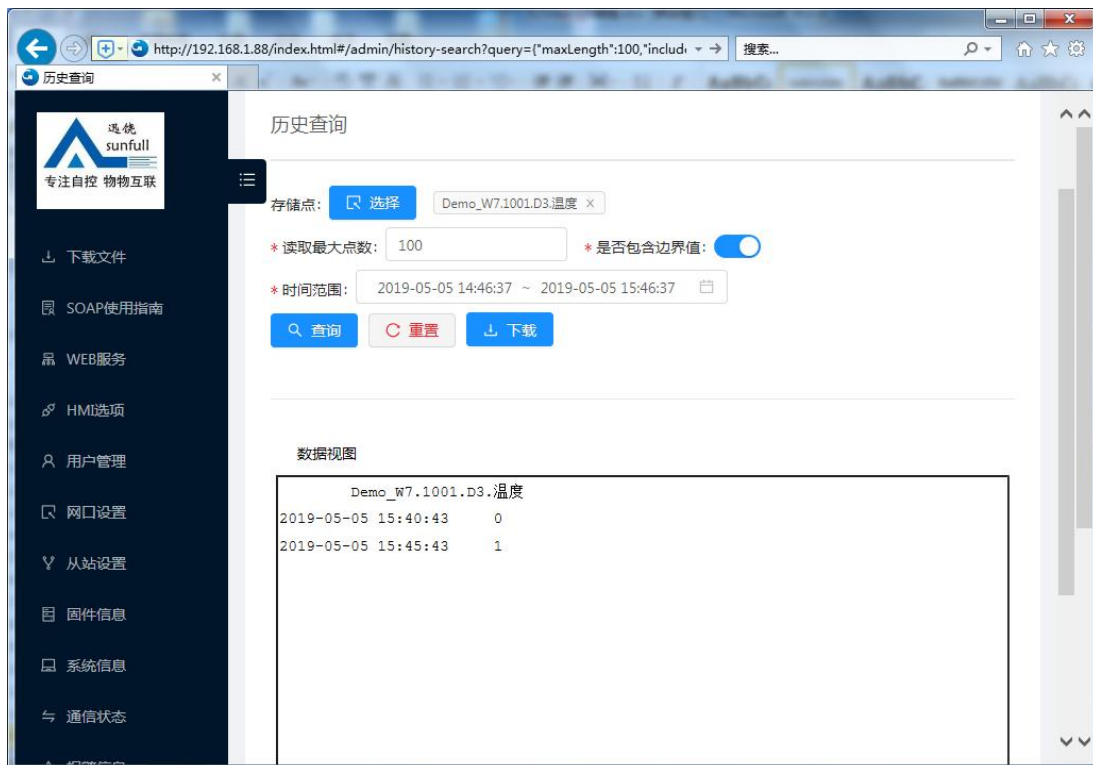 http://192.168.1.88/index.html#/admin/history-search?query={"maxLength":100,"includ
搜索...
历史查询
迅饶
sunfull
专注自控 物物互联
下载文件
SOAP使用指南
WEB服务
HMI选项
用户管理
网口设置
从站设置
固件信息
系统信息
通信状态
历史查询
存储点: 选择 Demo_W7.1001.D3.温度 ×
* 读取最大点数: 100 * 是否包含边界值:
* 时间范围: 2019-05-05 14:46:37 ~ 2019-05-05 15:46:37
查询 重置 下载
数据视图
Demo_W7.1001.D3.温度
2019-05-05 15:40:43 0
2019-05-05 15:45:43 1